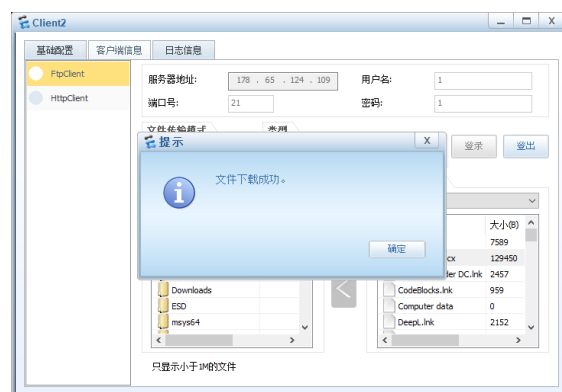 Client2
X
基础配置 客户端信息 日志信息
FtpClient
HttpClient
服务器地址: 178 . 65 . 124 . 109 用户名: 1
端口号: 21 密码: 1
文件传输模式 类型
提示 X
登录 登出
文件下载成功。
确定
大小(B)
7589
cx 129450
der DC.lnk 2457
Downloads CodeBlocks.lnk 959
ESD Computer data 0
msys64 DeepL.lnk 2152
只显示小于1M的文件